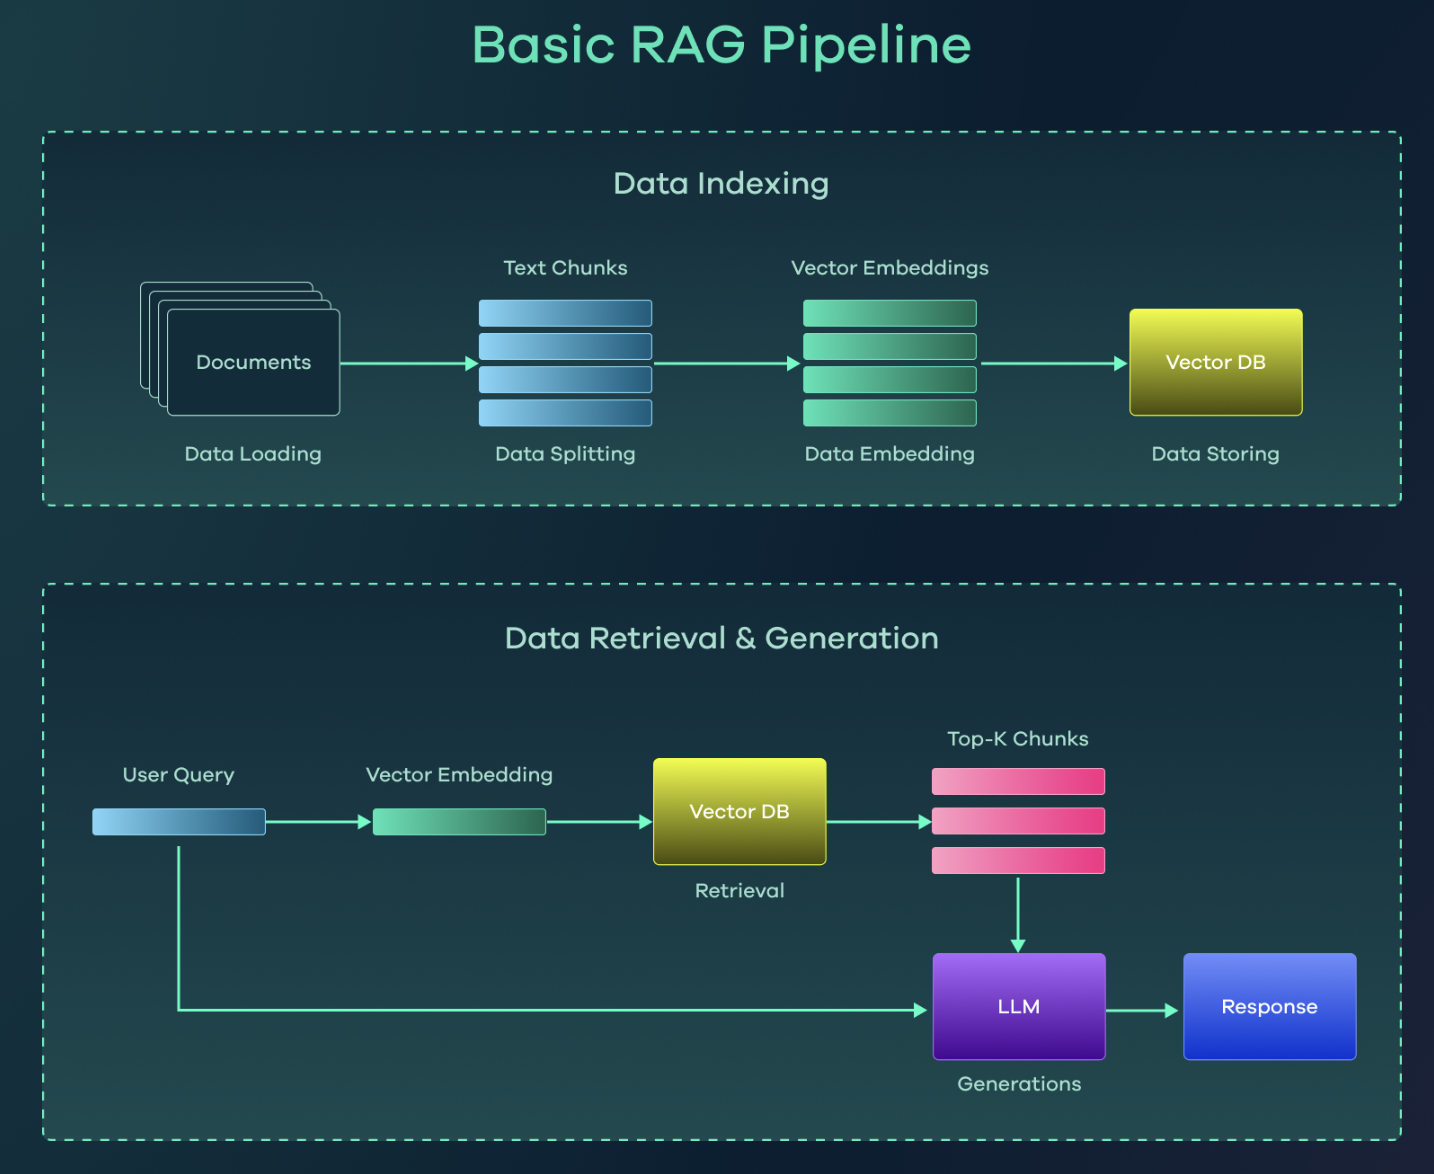 Basic RAG Pipeline
Data Indexing
Text Chunks
Vector Embeddings
Documents
Vector DB
Data Loading
Data Splitting
Data Embedding
Data Storing
Data Retrieval & Generation
Top-K Chunks
User Query
Vector Embedding
Vector DB
Retrieval
LLM
Response
Generations